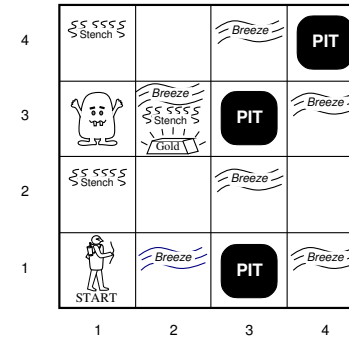 4
Stench
Breeze
PIT
3
Breeze
Stench
Gold
PIT
Breeze
2
Stench
Breeze
1
START
Breeze
PIT
Breeze
1 2 3 4